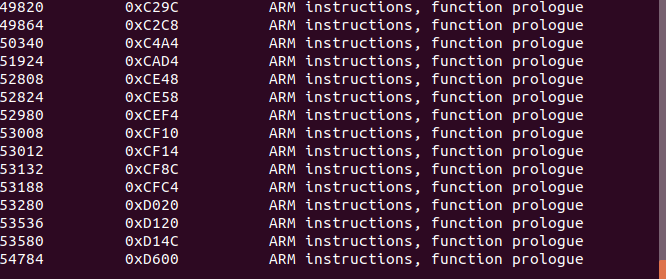 49820 0xC29C ARM instructions, function prologue
49864 0xC2C8 ARM instructions, function prologue
50340 0xC4A4 ARM instructions, function prologue
51924 0xCAD4 ARM instructions, function prologue
52808 0xCE48 ARM instructions, function prologue
52824 0xCE58 ARM instructions, function prologue
52980 0xCEF4 ARM instructions, function prologue
53008 0xCF10 ARM instructions, function prologue
53012 0xCF14 ARM instructions, function prologue
53132 0xCF8C ARM instructions, function prologue
53188 0xCFC4 ARM instructions, function prologue
53280 0xD020 ARM instructions, function prologue
53536 0xD120 ARM instructions, function prologue
53580 0xD14C ARM instructions, function prologue
54784 0xD600 ARM instructions, function prologue